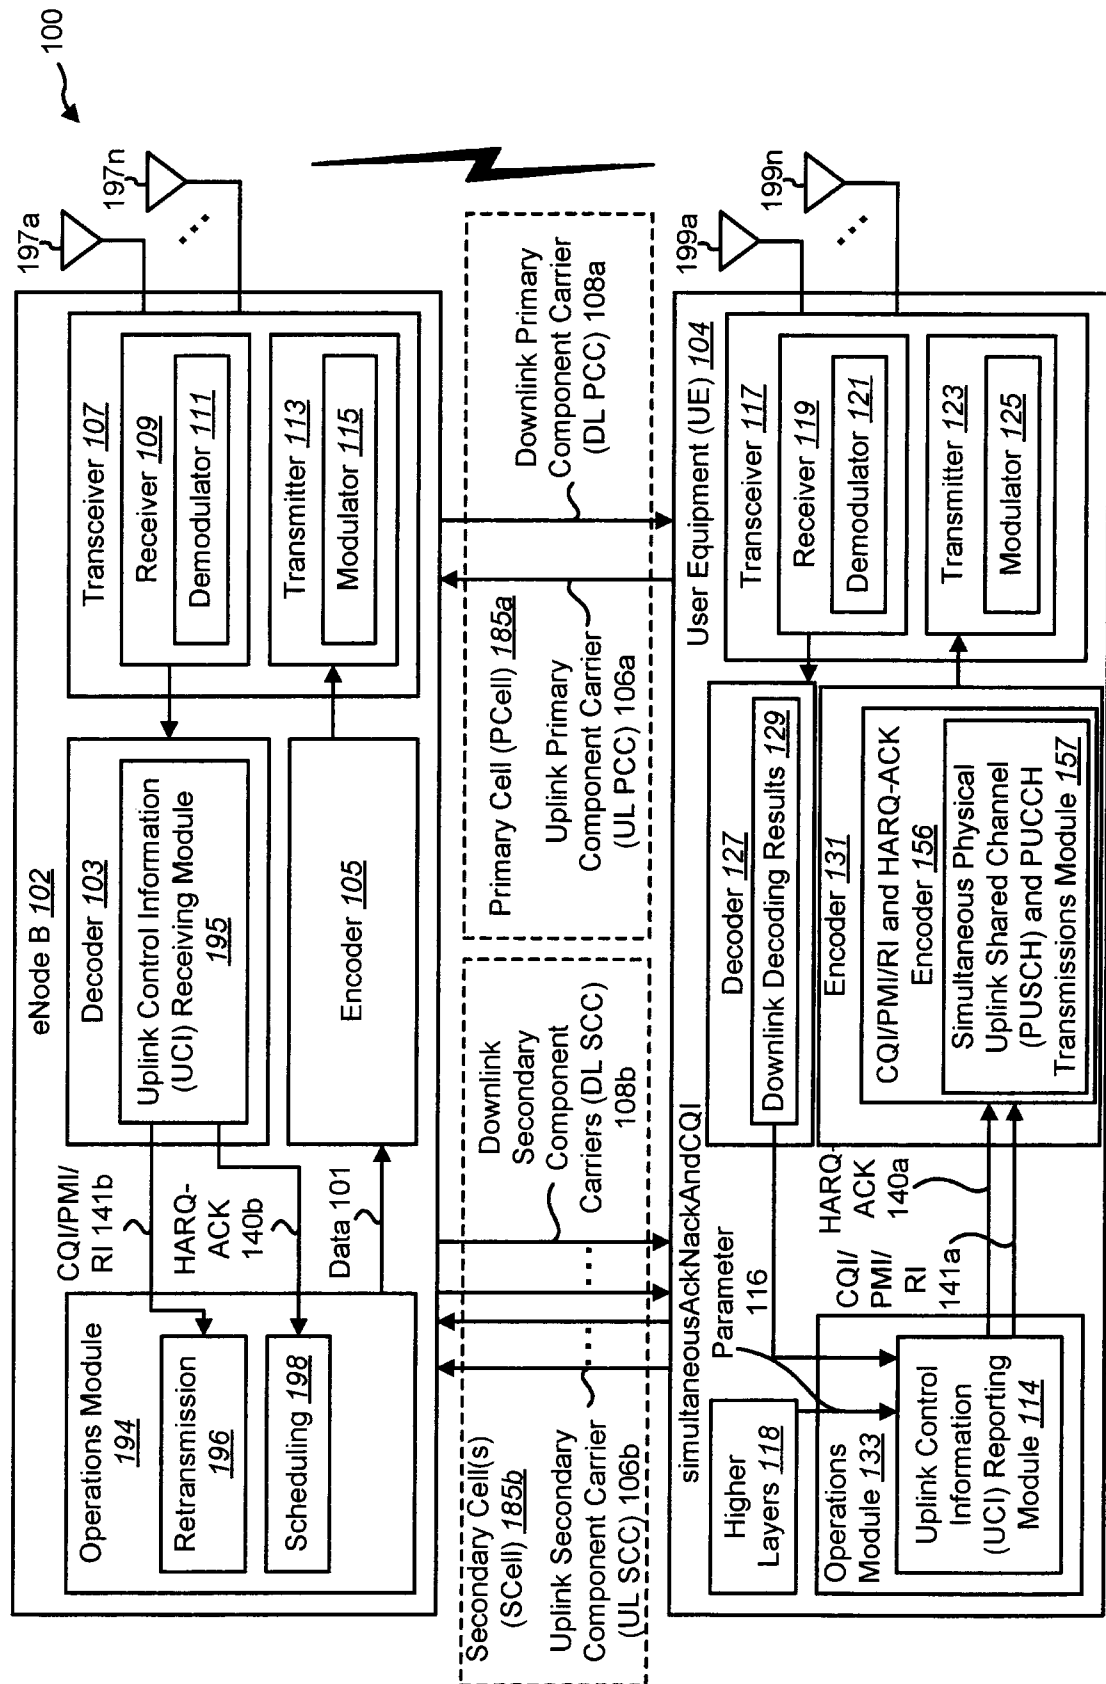 100
eNode B 102
Operations Module
194
Retransmission
196
Scheduling 198
CQI/PMI/
RI 141b
HARQ-
ACK
140b
Data 101
Decoder 103
Uplink Control Information
(UCI) Receiving Module
195
Encoder 105
Transceiver 107
Receiver 109
Demodulator 111
Transmitter 113
Modulator 115
197a
197n
Secondary Cell(s)
(SCell) 185b
Uplink Secondary
Component Carrier
(UL SCC) 106b
Downlink
Secondary
Component
Carriers (DL SCC)
108b
Primary Cell (PCell) 185a
Uplink Primary
Component Carrier
(UL PCC) 106a
Downlink Primary
Component Carrier
(DL PCC) 108a
User Equipment (UE) 104
simultaneousAckNackAndCQI
Parameter
116
Higher
Layers 118
Operations
Module 133
Uplink Control
Information
(UCI) Reporting
Module 114
CQI/
PMI/
RI
141a
HARQ-
ACK
140a
Decoder 127
Downlink Decoding Results 129
Encoder 131
CQI/PMI/RI and HARQ-ACK
Encoder 156
Simultaneous Physical
Uplink Shared Channel
(PUSCH) and PUCCH
Transmissions Module 157
Transceiver 117
Receiver 119
Demodulator 121
Transmitter 123
Modulator 125
199a
199n